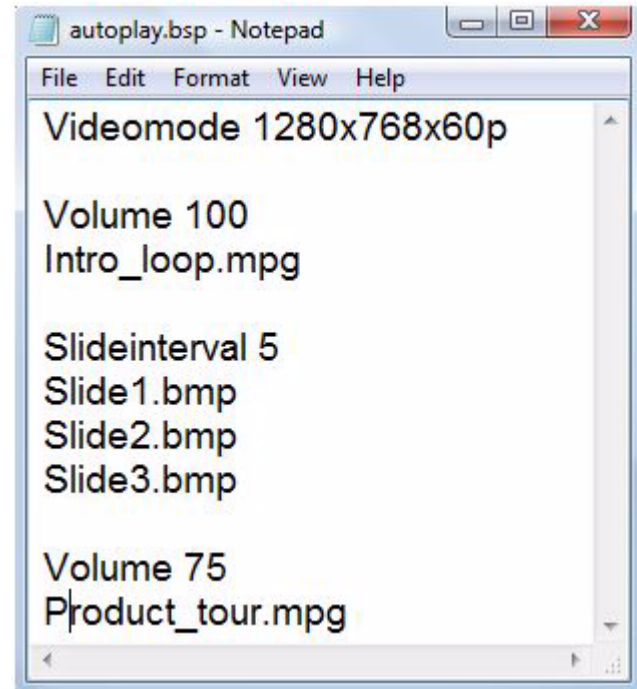 autoplay.bsp - Notepad
File Edit Format View Help
Videomode 1280x768x60p
Volume 100
Intro_loop.mpg
Slideinterval 5
Slide1.bmp
Slide2.bmp
Slide3.bmp
Volume 75
Product_tour.mpg